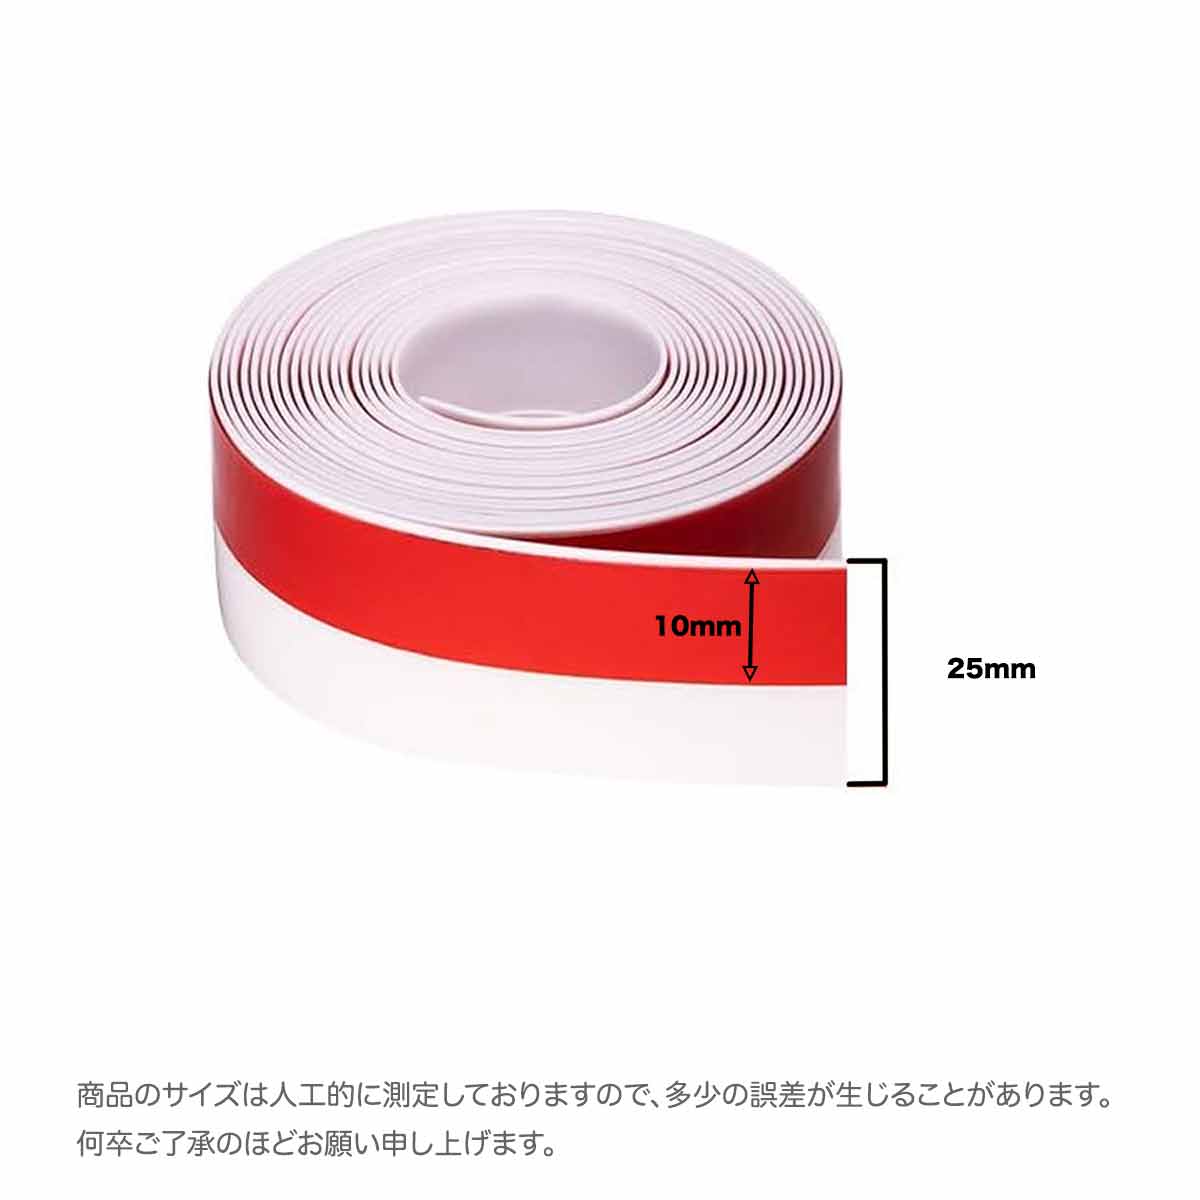 10mm
25mm
商品のサイズは人工的に測定しておりますので、多少の誤差が生じることがあります。
何卒ご了承のほどお願い申し上げます。